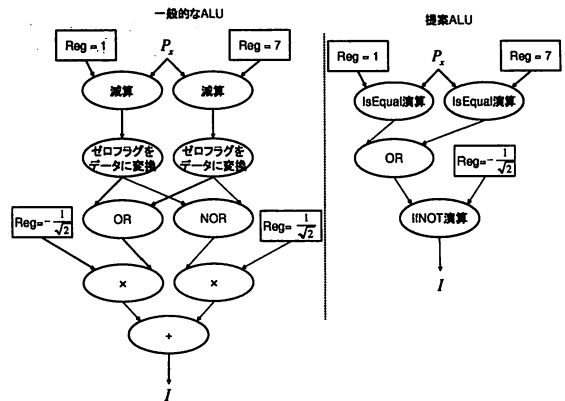 一般的なALU
Reg = 1
Pₓ
Reg = 7
減算
減算
ゼロフラグを
データに変換
ゼロフラグを
データに変換
Reg=-1/√2
OR
NOR
Reg=1/√2
×
×
+
I
提案ALU
Reg = 1
Pₓ
Reg = 7
IsEqual演算
IsEqual演算
OR
Reg=-1/√2
IfNOT演算
I